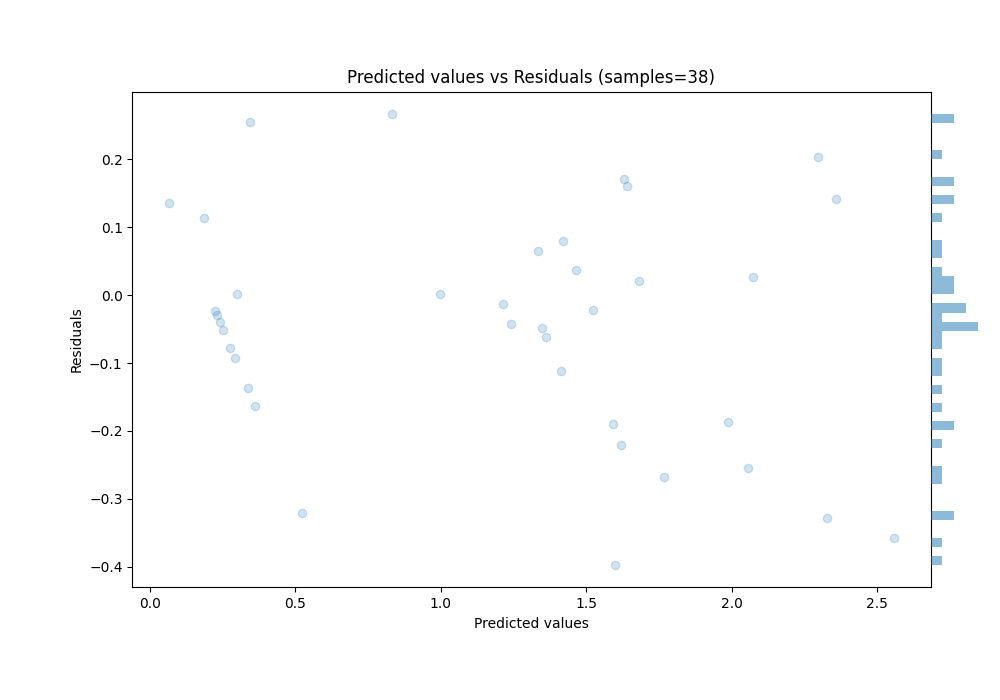 Predicted values vs Residuals (samples=38)
0.2
0.1
0.0
−0.1
−0.2
−0.3
−0.4
Residuals
0.0 0.5 1.0 1.5 2.0 2.5
Predicted values